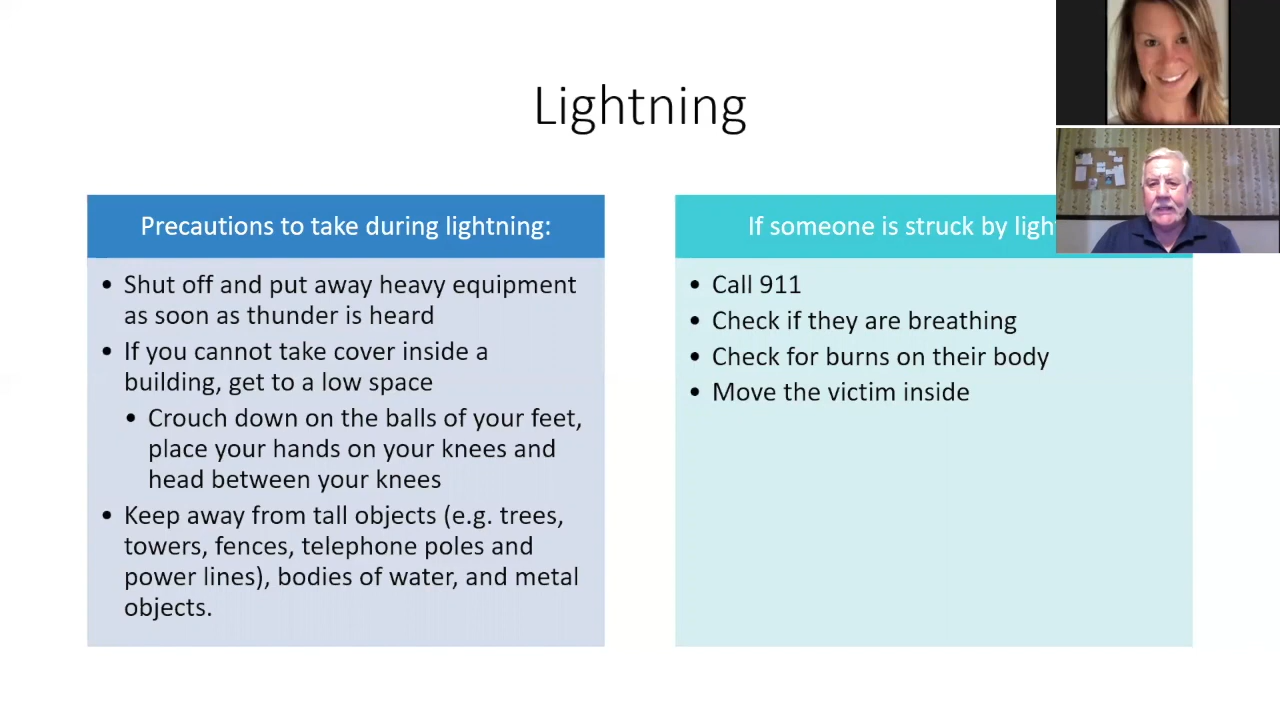 Lightning
Precautions to take during lightning:
• Shut off and put away heavy equipment
as soon as thunder is heard
• If you cannot take cover inside a
building, get to a low space
• Crouch down on the balls of your feet,
place your hands on your knees and
head between your knees
• Keep away from tall objects (e.g. trees,
towers, fences, telephone poles and
power lines), bodies of water, and metal
objects.
If someone is struck by
• Call 911
• Check if they are breathing
• Check for burns on their body
• Move the victim inside